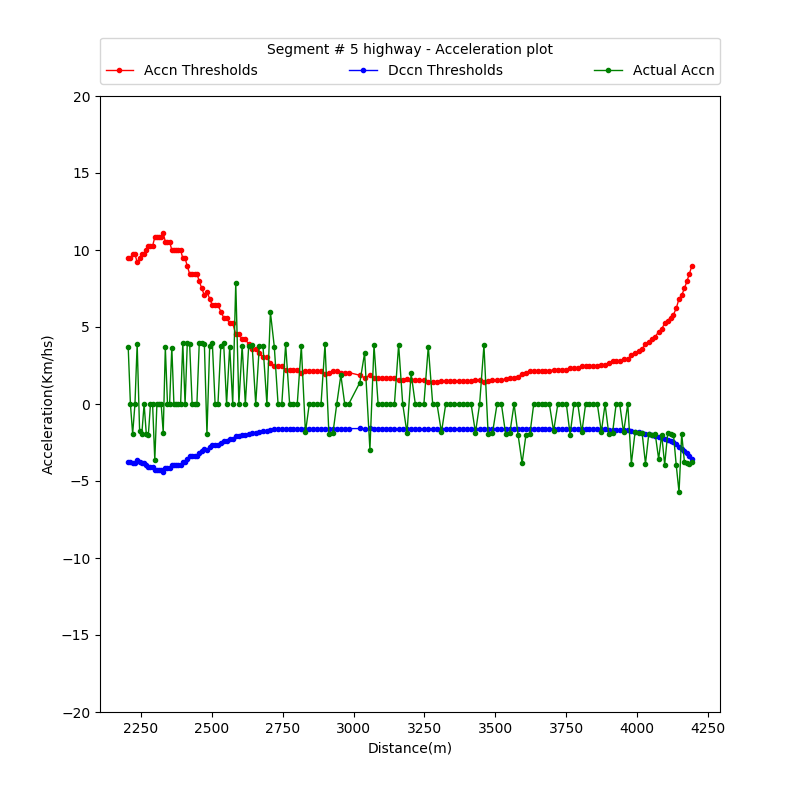 Segment # 5 highway - Acceleration plot
Accn Thresholds Dccn Thresholds Actual Accn
20
15
10
5
0
−5
−10
−15
−20
Acceleration(Km/hs)
2250 2500 2750 3000 3250 3500 3750 4000 4250
Distance(m)